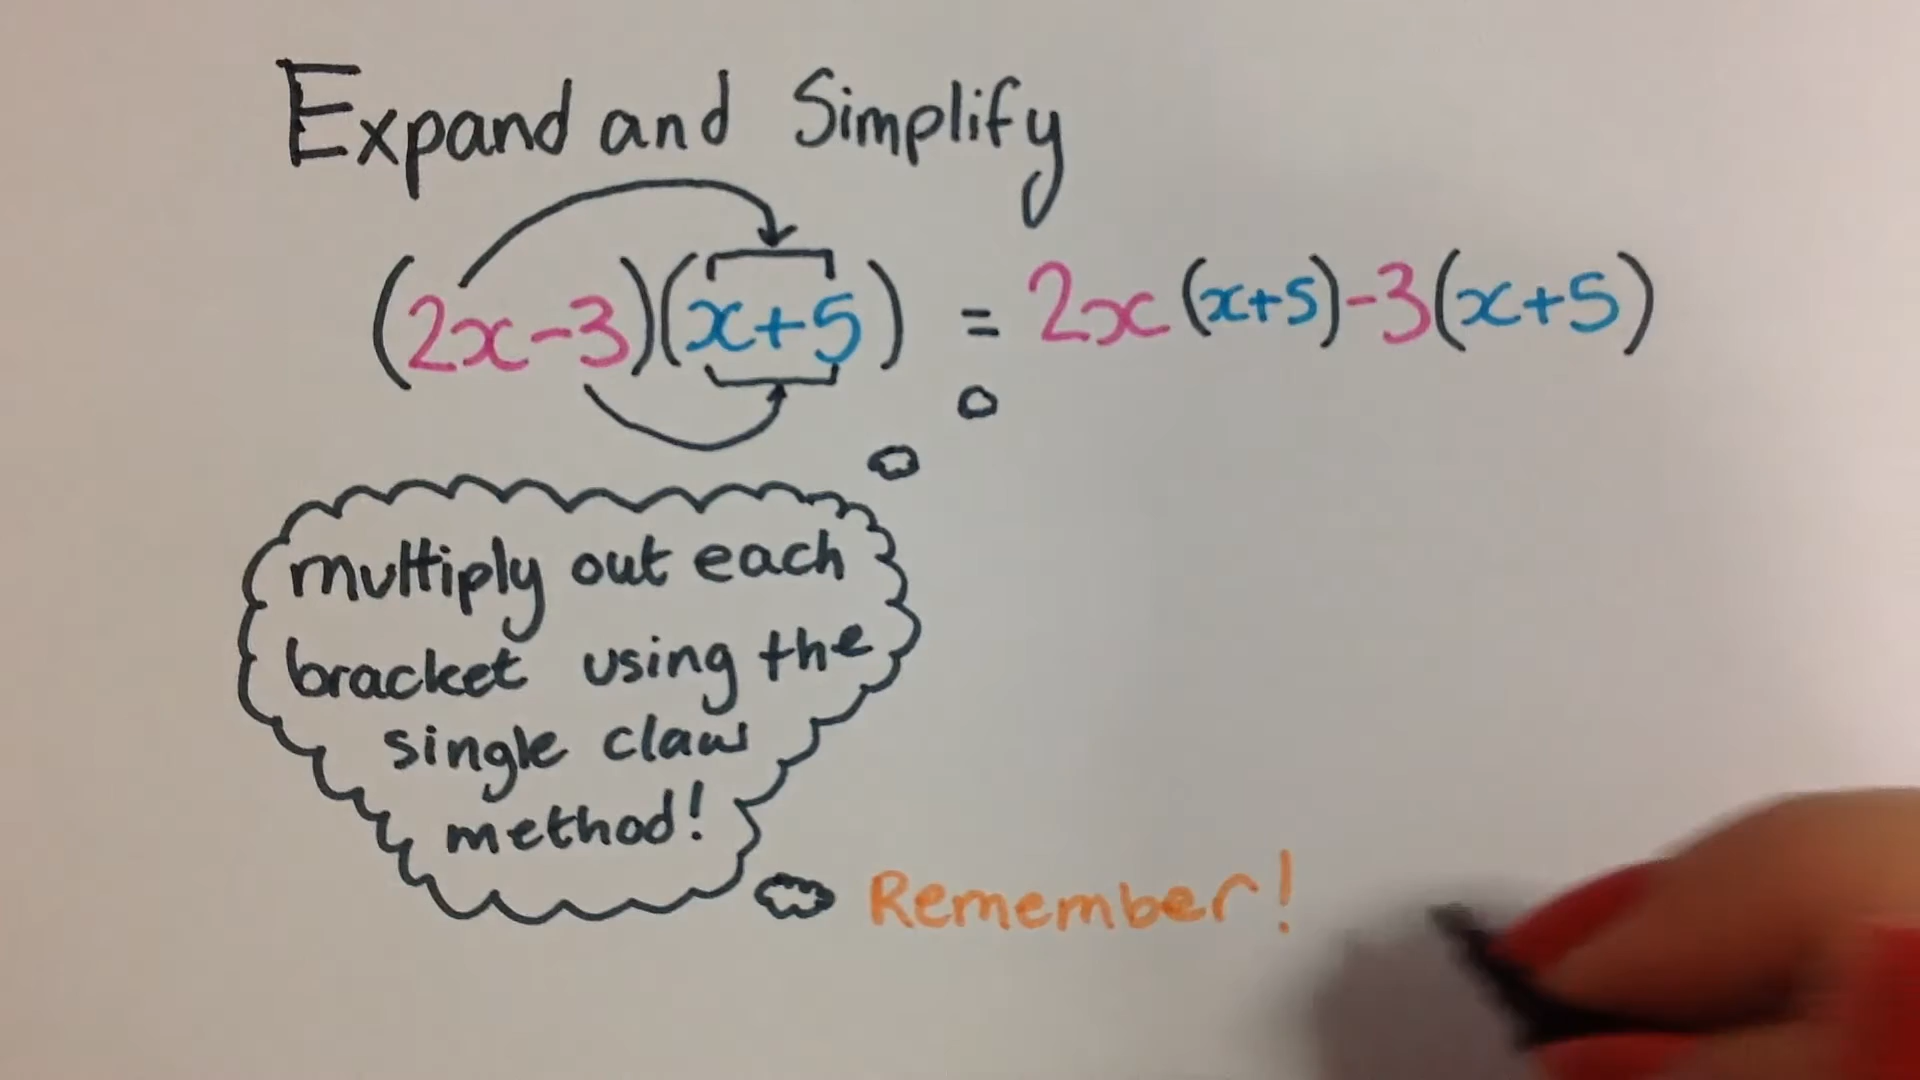 Expand and Simplify
(2x-3)(x+5) = 2x(x+5)-3(x+5)
multiply out each
bracket using the
single claw
method!
Remember!